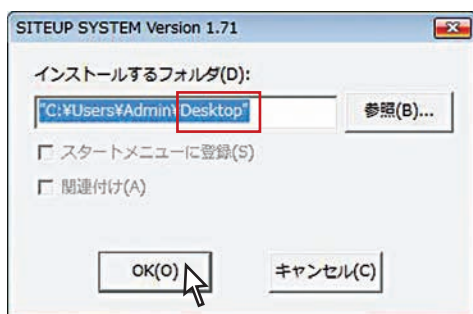 SITEUP SYSTEM Version 1.71
インストールするフォルダ(D):
"C:¥Users¥Admin¥Desktop"
参照(B)...
スタートメニューに登録(S)
関連付け(A)
OK(O)
キャンセル(C)